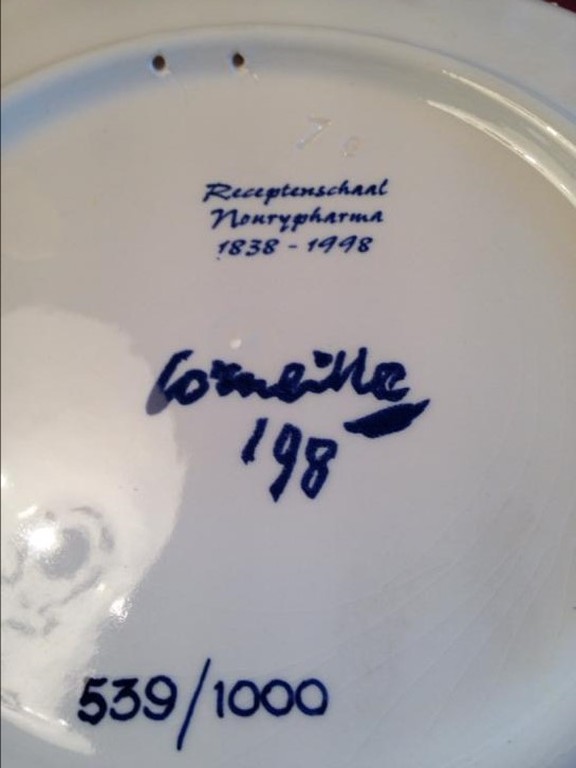 Receptenschaal
Nourypharma
1838 - 1998
Corneille
'98
539/1000